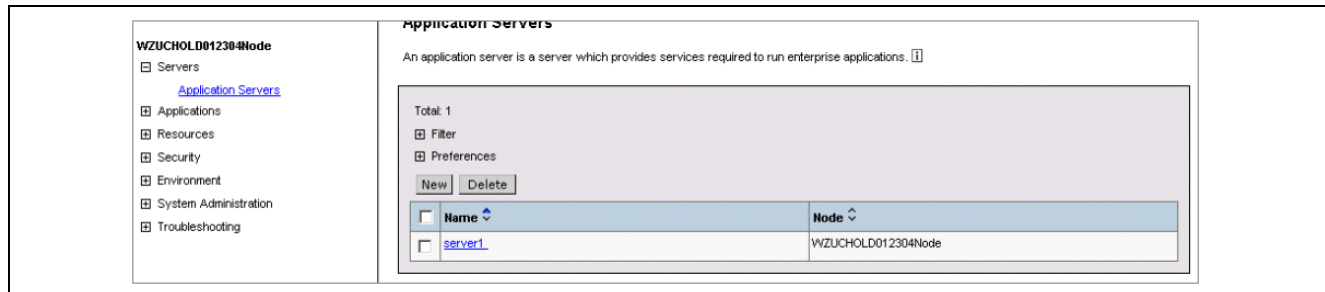 Application Servers
WZUCHOLD012304Node
Servers
Application Servers
Applications
Resources
Security
Environment
System Administration
Troubleshooting
An application server is a server which provides services required to run enterprise applications. i
Total: 1
Filter
Preferences
New Delete
Name Node
server1 WZUCHOLD012304Node